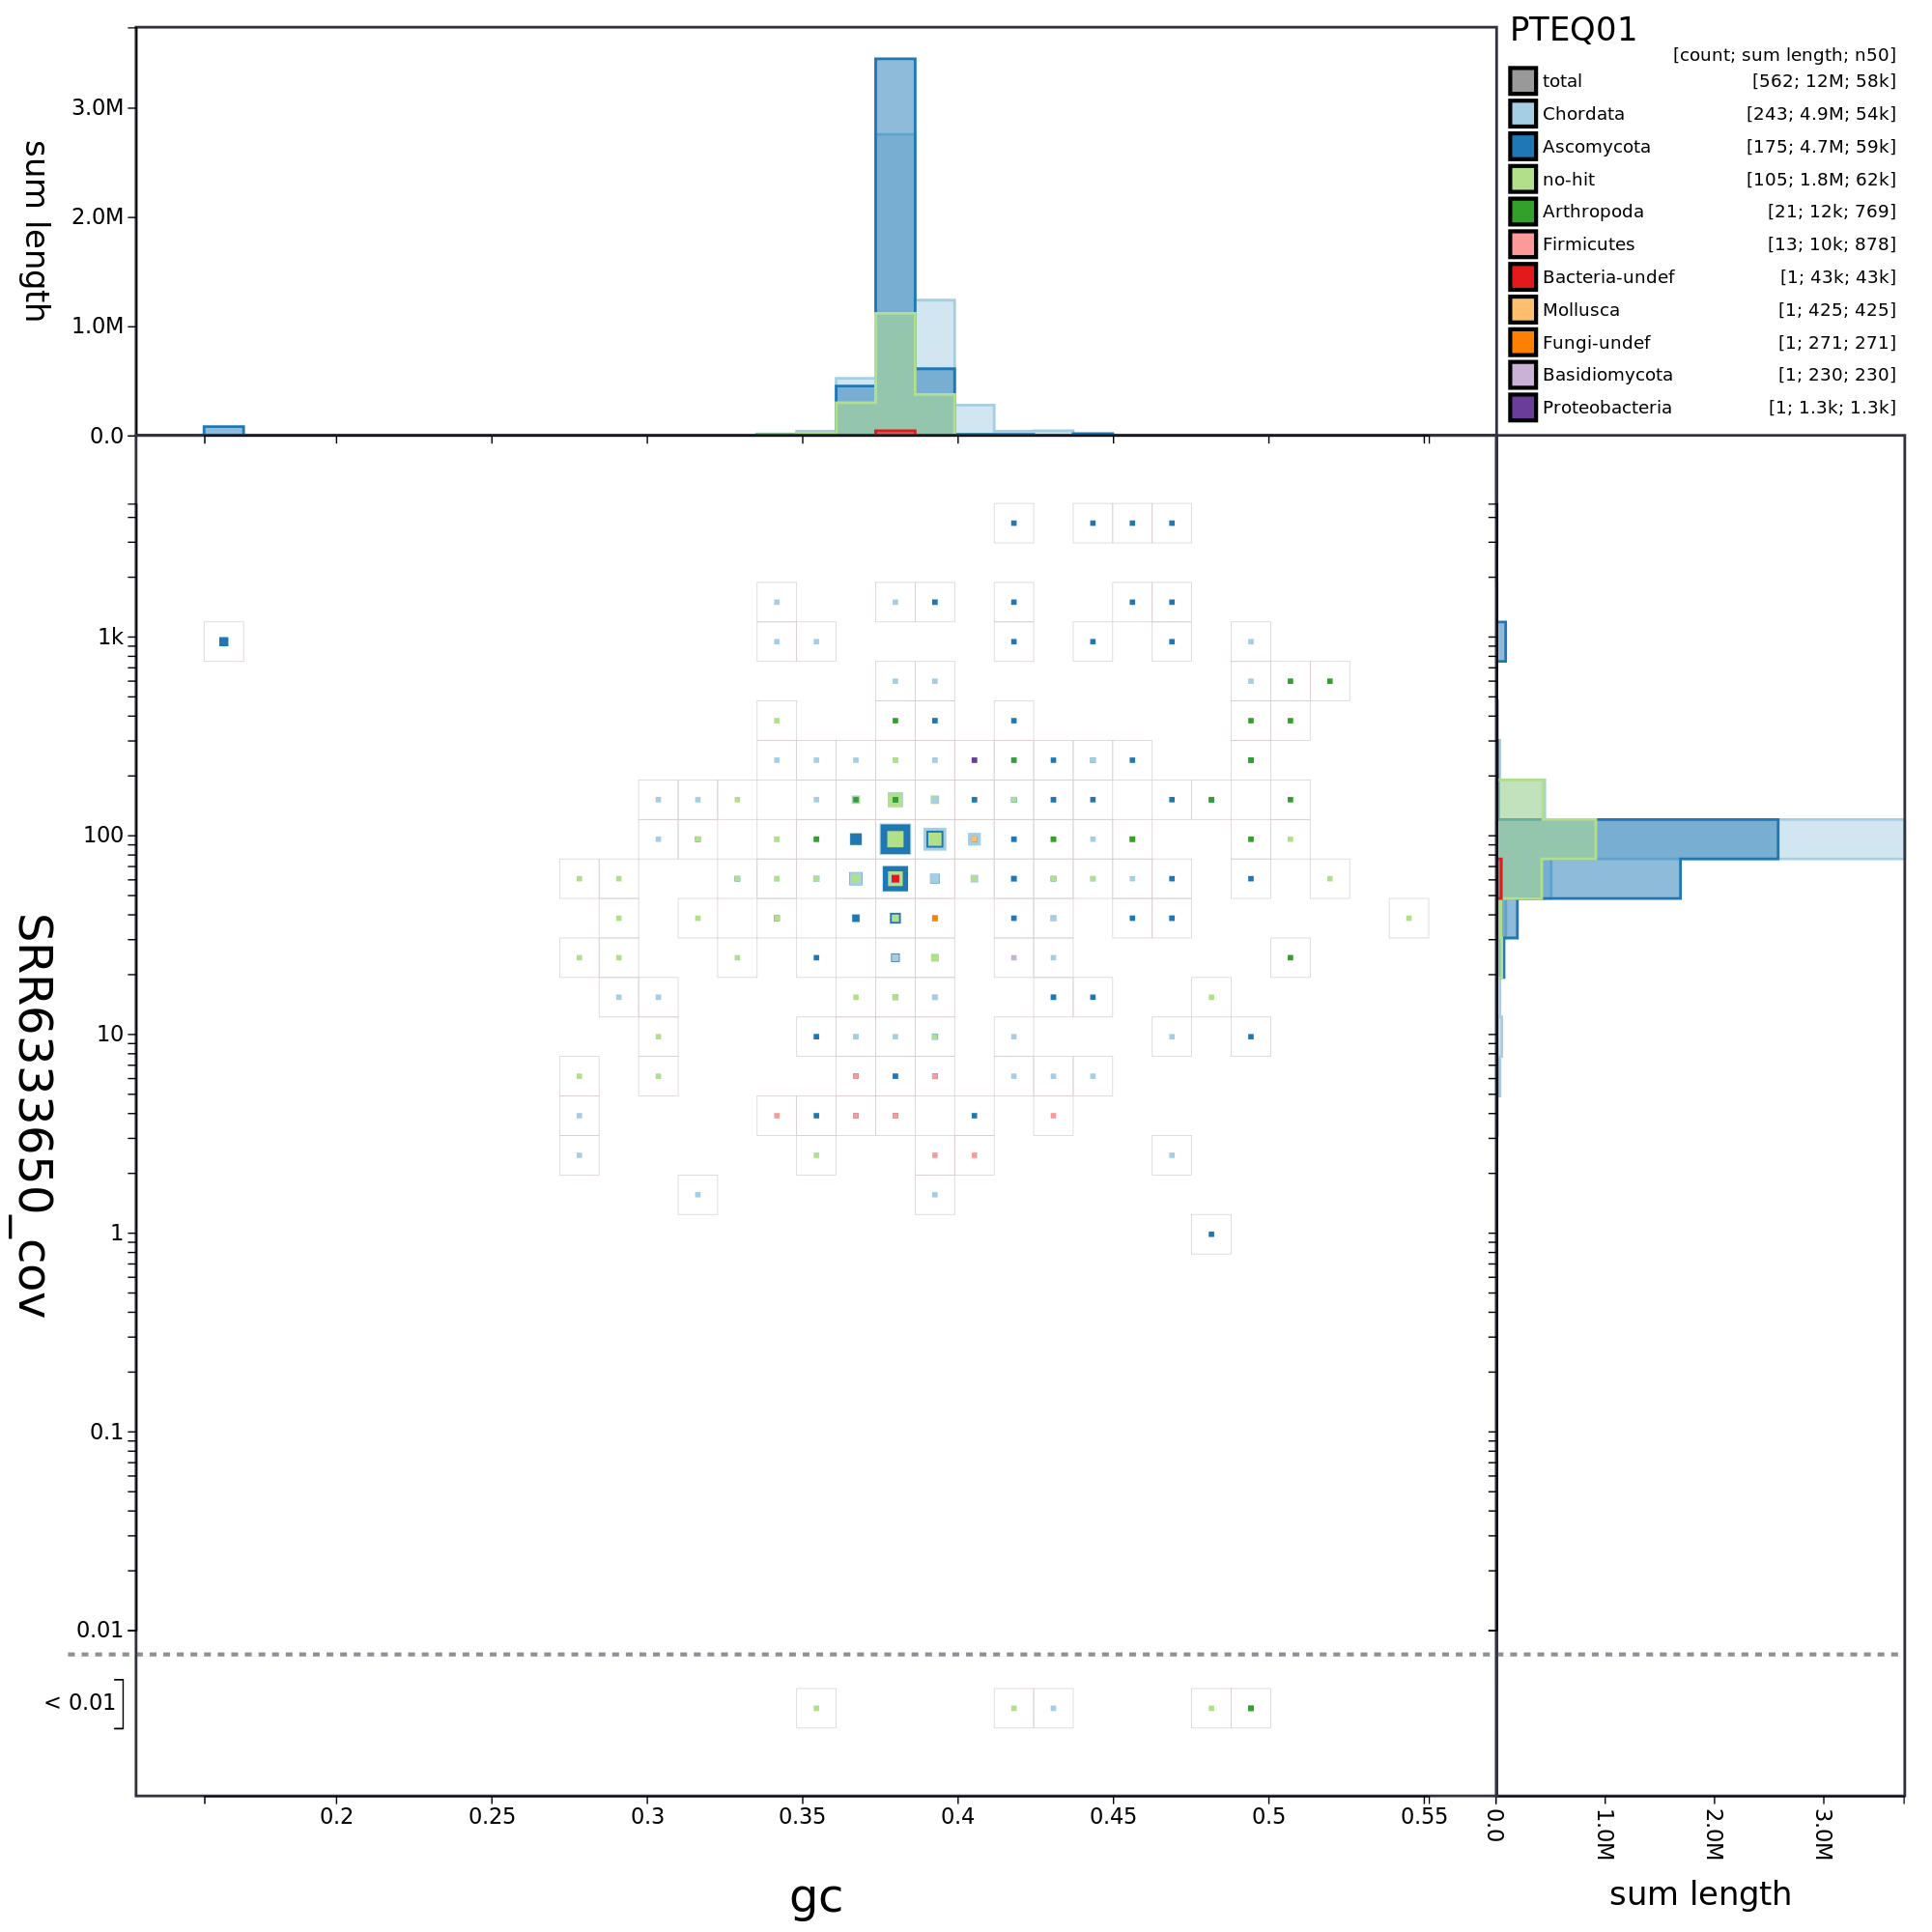 PTEQ01
[count; sum length; n50]
total [562; 12M; 58k]
Chordata [243; 4.9M; 54k]
Ascomycota [175; 4.7M; 59k]
no-hit [105; 1.8M; 62k]
Arthropoda [21; 12k; 769]
Firmicutes [13; 10k; 878]
Bacteria-undef [1; 43k; 43k]
Mollusca [1; 425; 425]
Fungi-undef [1; 271; 271]
Basidiomycota [1; 230; 230]
Proteobacteria [1; 1.3k; 1.3k]
sum length
3.0M
2.0M
1.0M
0.0
SRR6333650_cov
1k
100
10
1
0.1
0.01
< 0.01
0.2 0.25 0.3 0.35 0.4 0.45 0.5 0.55
gc
0.0 1.0M 2.0M 3.0M
sum length